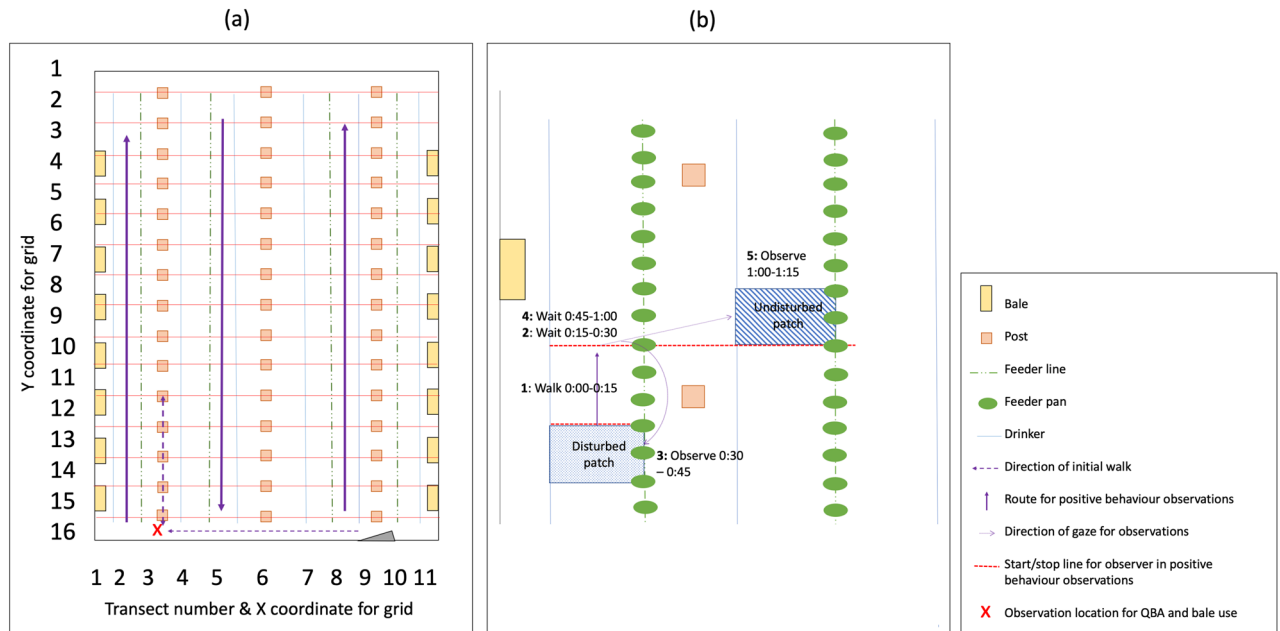 (a)
(b)
1
2
3
4
5
6
7
8
9
10
11
12
13
14
15
16
Y coordinate for grid
X
1 2 3 4 5 6 7 8 9 10 11
Transect number & X coordinate for grid
5: Observe
1:00-1:15
Undisturbed
patch
4: Wait 0:45-1:00
2: Wait 0:15-0:30
1: Walk 0:00-0:15
Disturbed
patch
3: Observe 0:30
– 0:45
Bale
Post
Feeder line
Feeder pan
Drinker
Direction of initial walk
Route for positive behaviour observations
Direction of gaze for observations
Start/stop line for observer in positive
behaviour observations
X Observation location for QBA and bale use